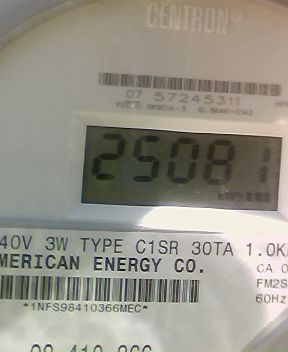 CENTRON®
07 57245311
25081
kWh
40V 3W TYPE C1SR 30TA 1.0K
MERICAN ENERGY CO.
CA 0
FM2S
60Hz
*1NFS98410366MEC*